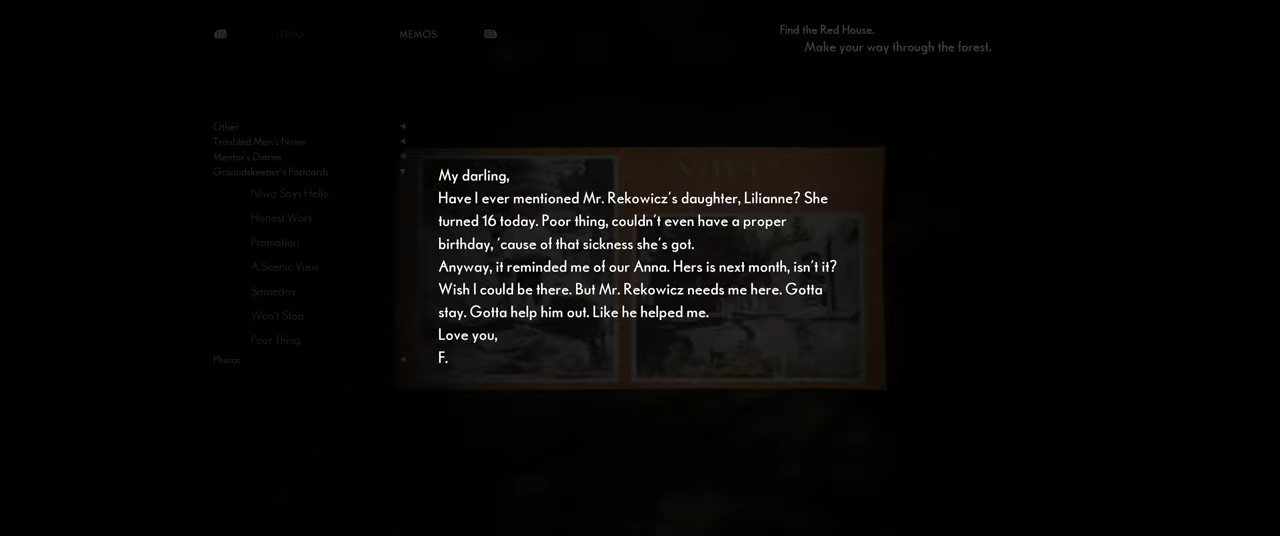 LB
ITEMS
MEMOS
RB
Find the Red House.
Make your way through the forest.
Other
Troubled Man's Notes
Mentor's Diaries
Groundskeeper's Postcards
Niwa Says Hello
Honest Work
Promotion
A Scenic View
Someday
Won't Stop
Poor Thing
Photos
My darling,
Have I ever mentioned Mr. Rekowicz's daughter, Lilianne? She
turned 16 today. Poor thing, couldn't even have a proper
birthday, 'cause of that sickness she's got.
Anyway, it reminded me of our Anna. Hers is next month, isn't it?
Wish I could be there. But Mr. Rekowicz needs me here. Gotta
stay. Gotta help him out. Like he helped me.
Love you,
F.